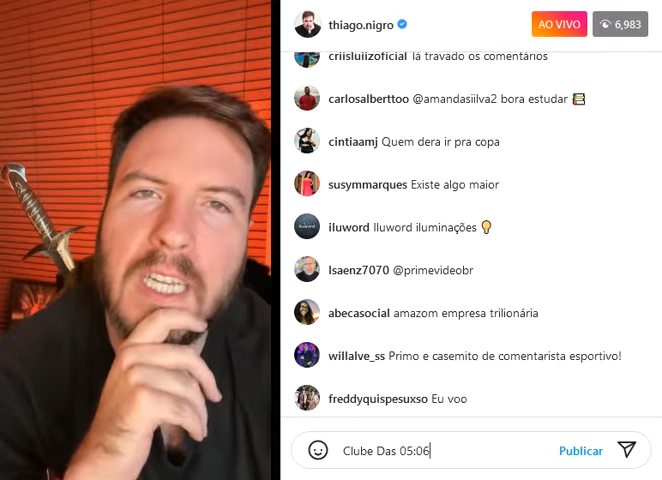 thiago.nigro
AO VIVO
6,983
criisluiizoficial la travado os comentários
carlosalberttoo @amandasiilva2 bora estudar 📚
cintiaamj Quem dera ir pra copa
susymmarques Existe algo maior
iluword Iluword iluminações 💡
lsaenz7070 @primevideobr
abecasocial amazom empresa trilionária
willalve_ss Primo e casemito de comentarista esportivo!
freddyquispesuxso Eu voo
Clube Das 05:06
Publicar